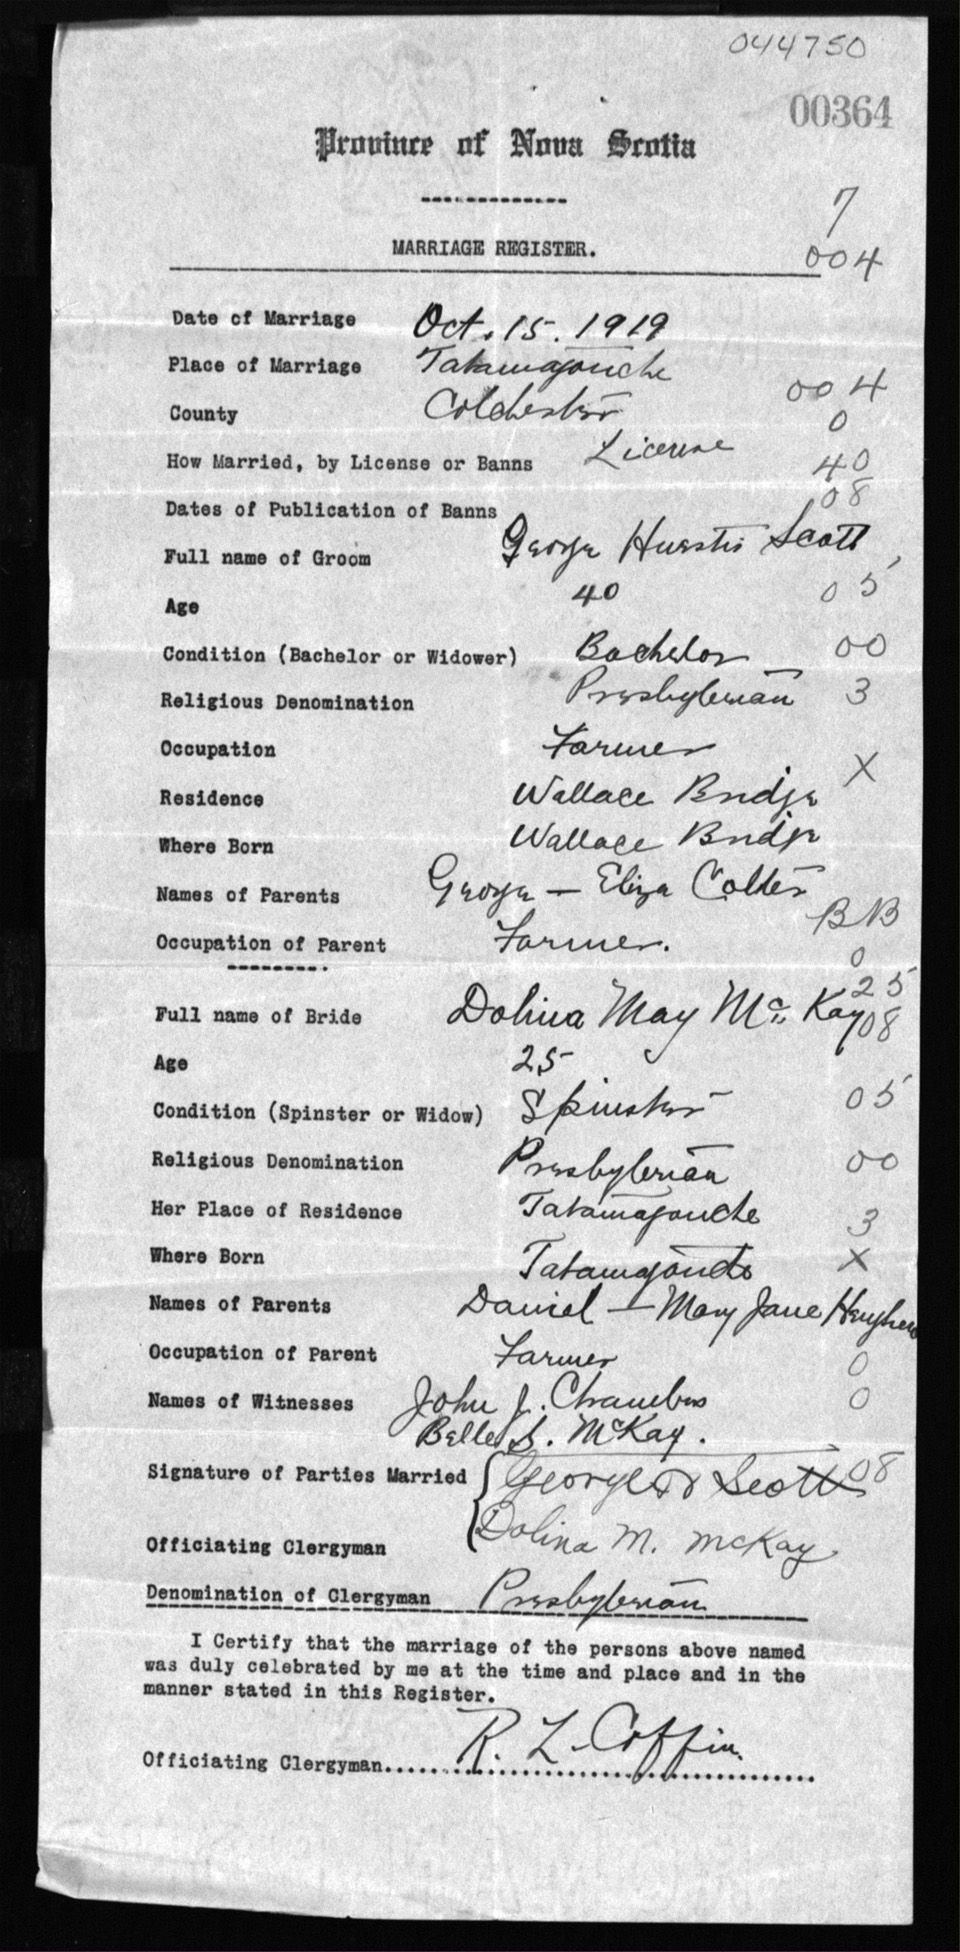 044750
00364
Province of Nova Scotia
7
MARRIAGE REGISTER.
004
Date of Marriage Oct. 15. 1919
Place of Marriage Tatamagouche
004
County Colchester
0
How Married, by License or Banns License
40
Dates of Publication of Banns
08
Full name of Groom George Huestis Scott
Age 40
05
Condition (Bachelor or Widower) Bachelor 00
Religious Denomination Presbyterian 3
Occupation Farmer
X
Residence Wallace Bridge
Where Born Wallace Bridge
Names of Parents George — Eliza Colter
BB
Occupation of Parent Farmer.
0
25
Full name of Bride Dolina May McKay
08
Age 25
Condition (Spinster or Widow) Spinster 05
Religious Denomination Presbyterian 00
Her Place of Residence Tatamagouche 3
Where Born Tatamagouche X
Names of Parents Daniel — Mary Jane
Occupation of Parent Farmer 0
Names of Witnesses John J. Chambers 0
Belle S. McKay.
Signature of Parties Married George H Scott 08
Dolina M. McKay
Officiating Clergyman
Denomination of Clergyman Presbyterian
I Certify that the marriage of the persons above named
was duly celebrated by me at the time and place and in the
manner stated in this Register.
Officiating Clergyman R. L. Coffin.